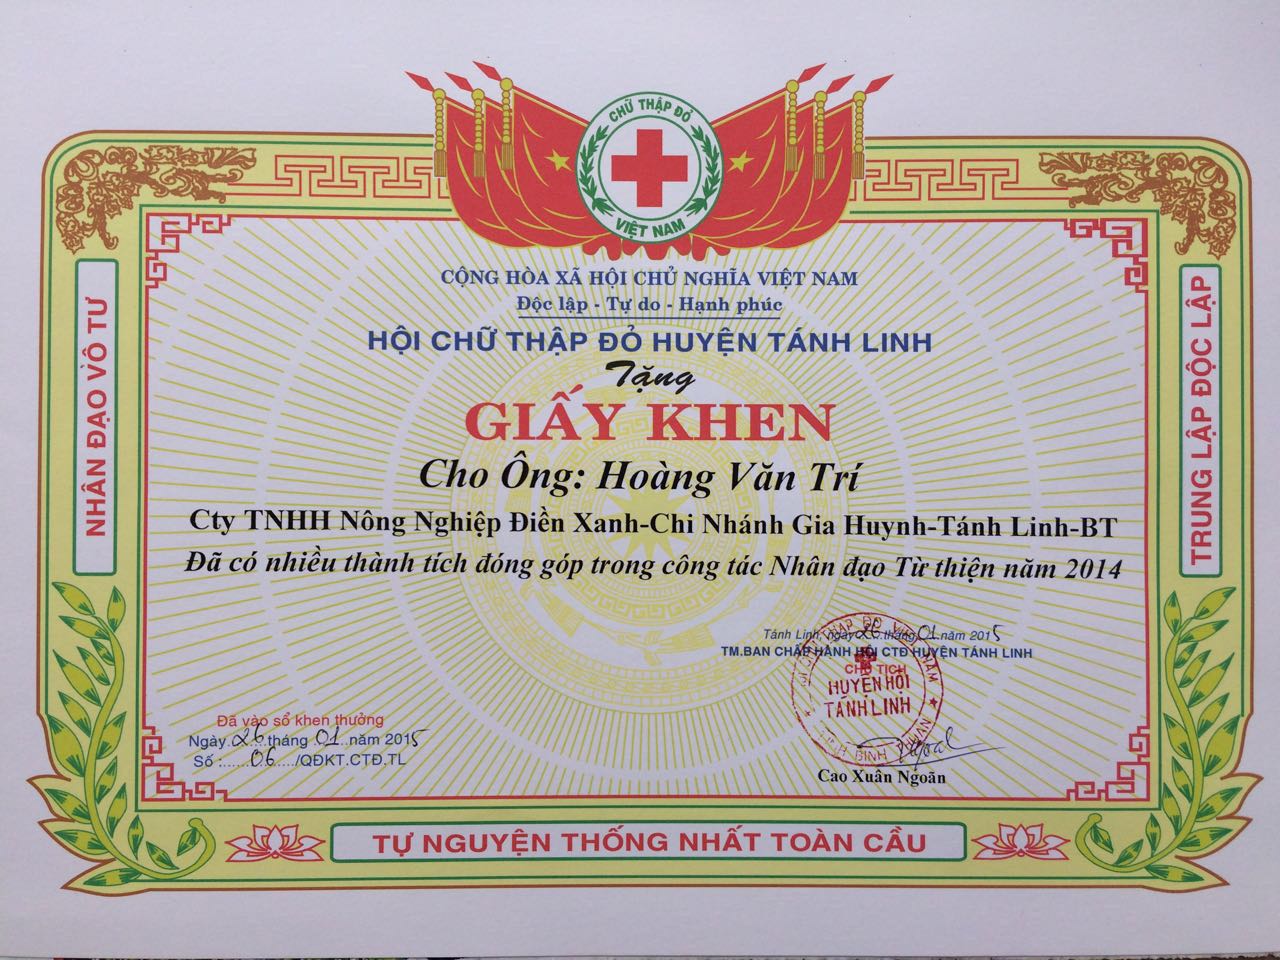 CHỮ THẬP ĐỎ
VIỆT NAM
CỘNG HÒA XÃ HỘI CHỦ NGHĨA VIỆT NAM
Độc lập - Tự do - Hạnh phúc
HỘI CHỮ THẬP ĐỎ HUYỆN TÁNH LINH
Tặng
GIẤY KHEN
Cho Ông: Hoàng Văn Trí
Cty TNHH Nông Nghiệp Điền Xanh-Chi Nhánh Gia Huynh-Tánh Linh-BT
Đã có nhiều thành tích đóng góp trong công tác Nhân đạo Từ thiện năm 2014
NHÂN ĐẠO VÔ TƯ
TRUNG LẬP ĐỘC LẬP
Tánh Linh, ngày 26 tháng 01 năm 2015
TM.BAN CHẤP HÀNH HỘI CTĐ HUYỆN TÁNH LINH
CHỦ TỊCH
HUYỆN HỘI
TÁNH LINH
Cao Xuân Ngoãn
Đã vào sổ khen thưởng
Ngày 26 tháng 01 năm 2015
Số : 06 /QĐKT.CTĐ.TL
TỰ NGUYỆN THỐNG NHẤT TOÀN CẦU